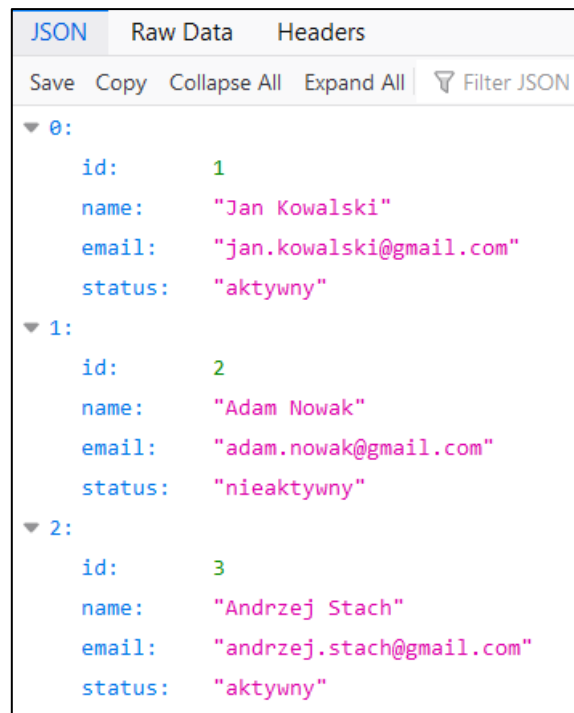 JSON Raw Data Headers
Save Copy Collapse All Expand All Filter JSON
0:
id: 1
name: "Jan Kowalski"
email: "jan.kowalski@gmail.com"
status: "aktywny"
1:
id: 2
name: "Adam Nowak"
email: "adam.nowak@gmail.com"
status: "nieaktywny"
2:
id: 3
name: "Andrzej Stach"
email: "andrzej.stach@gmail.com"
status: "aktywny"